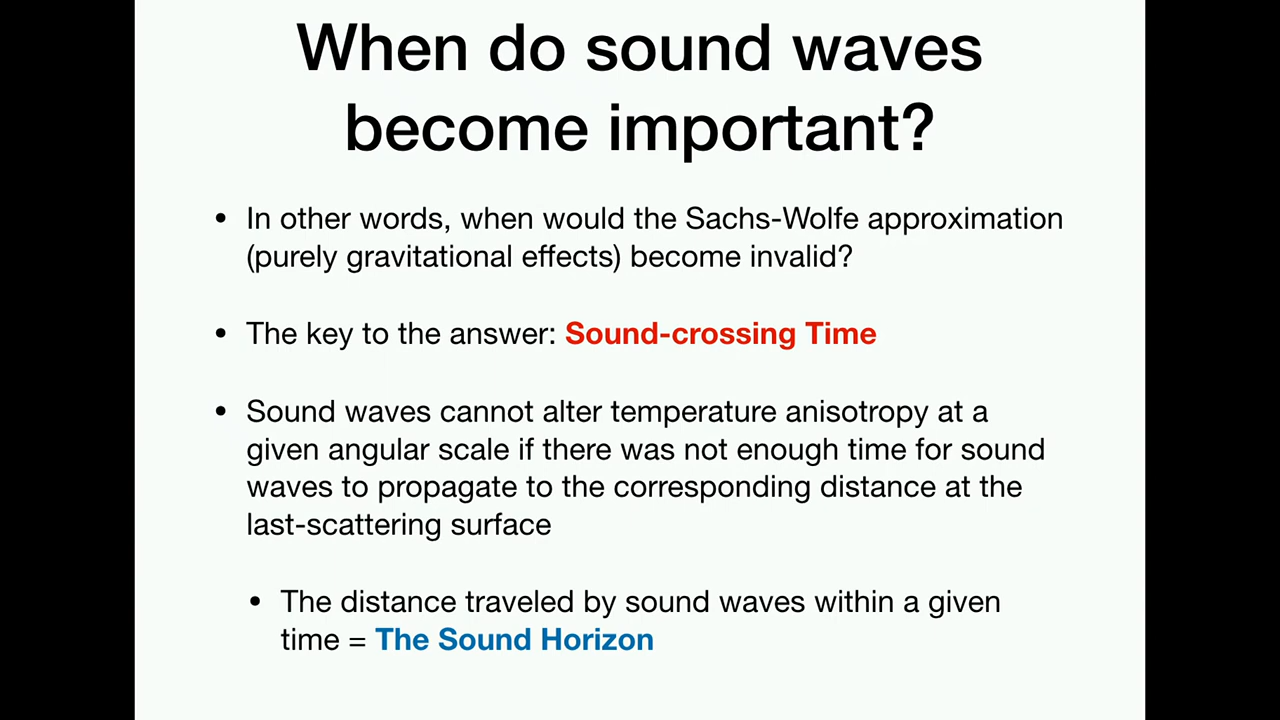 When do sound waves
become important?
• In other words, when would the Sachs-Wolfe approximation
(purely gravitational effects) become invalid?
• The key to the answer: Sound-crossing Time
• Sound waves cannot alter temperature anisotropy at a
given angular scale if there was not enough time for sound
waves to propagate to the corresponding distance at the
last-scattering surface
• The distance traveled by sound waves within a given
time = The Sound Horizon